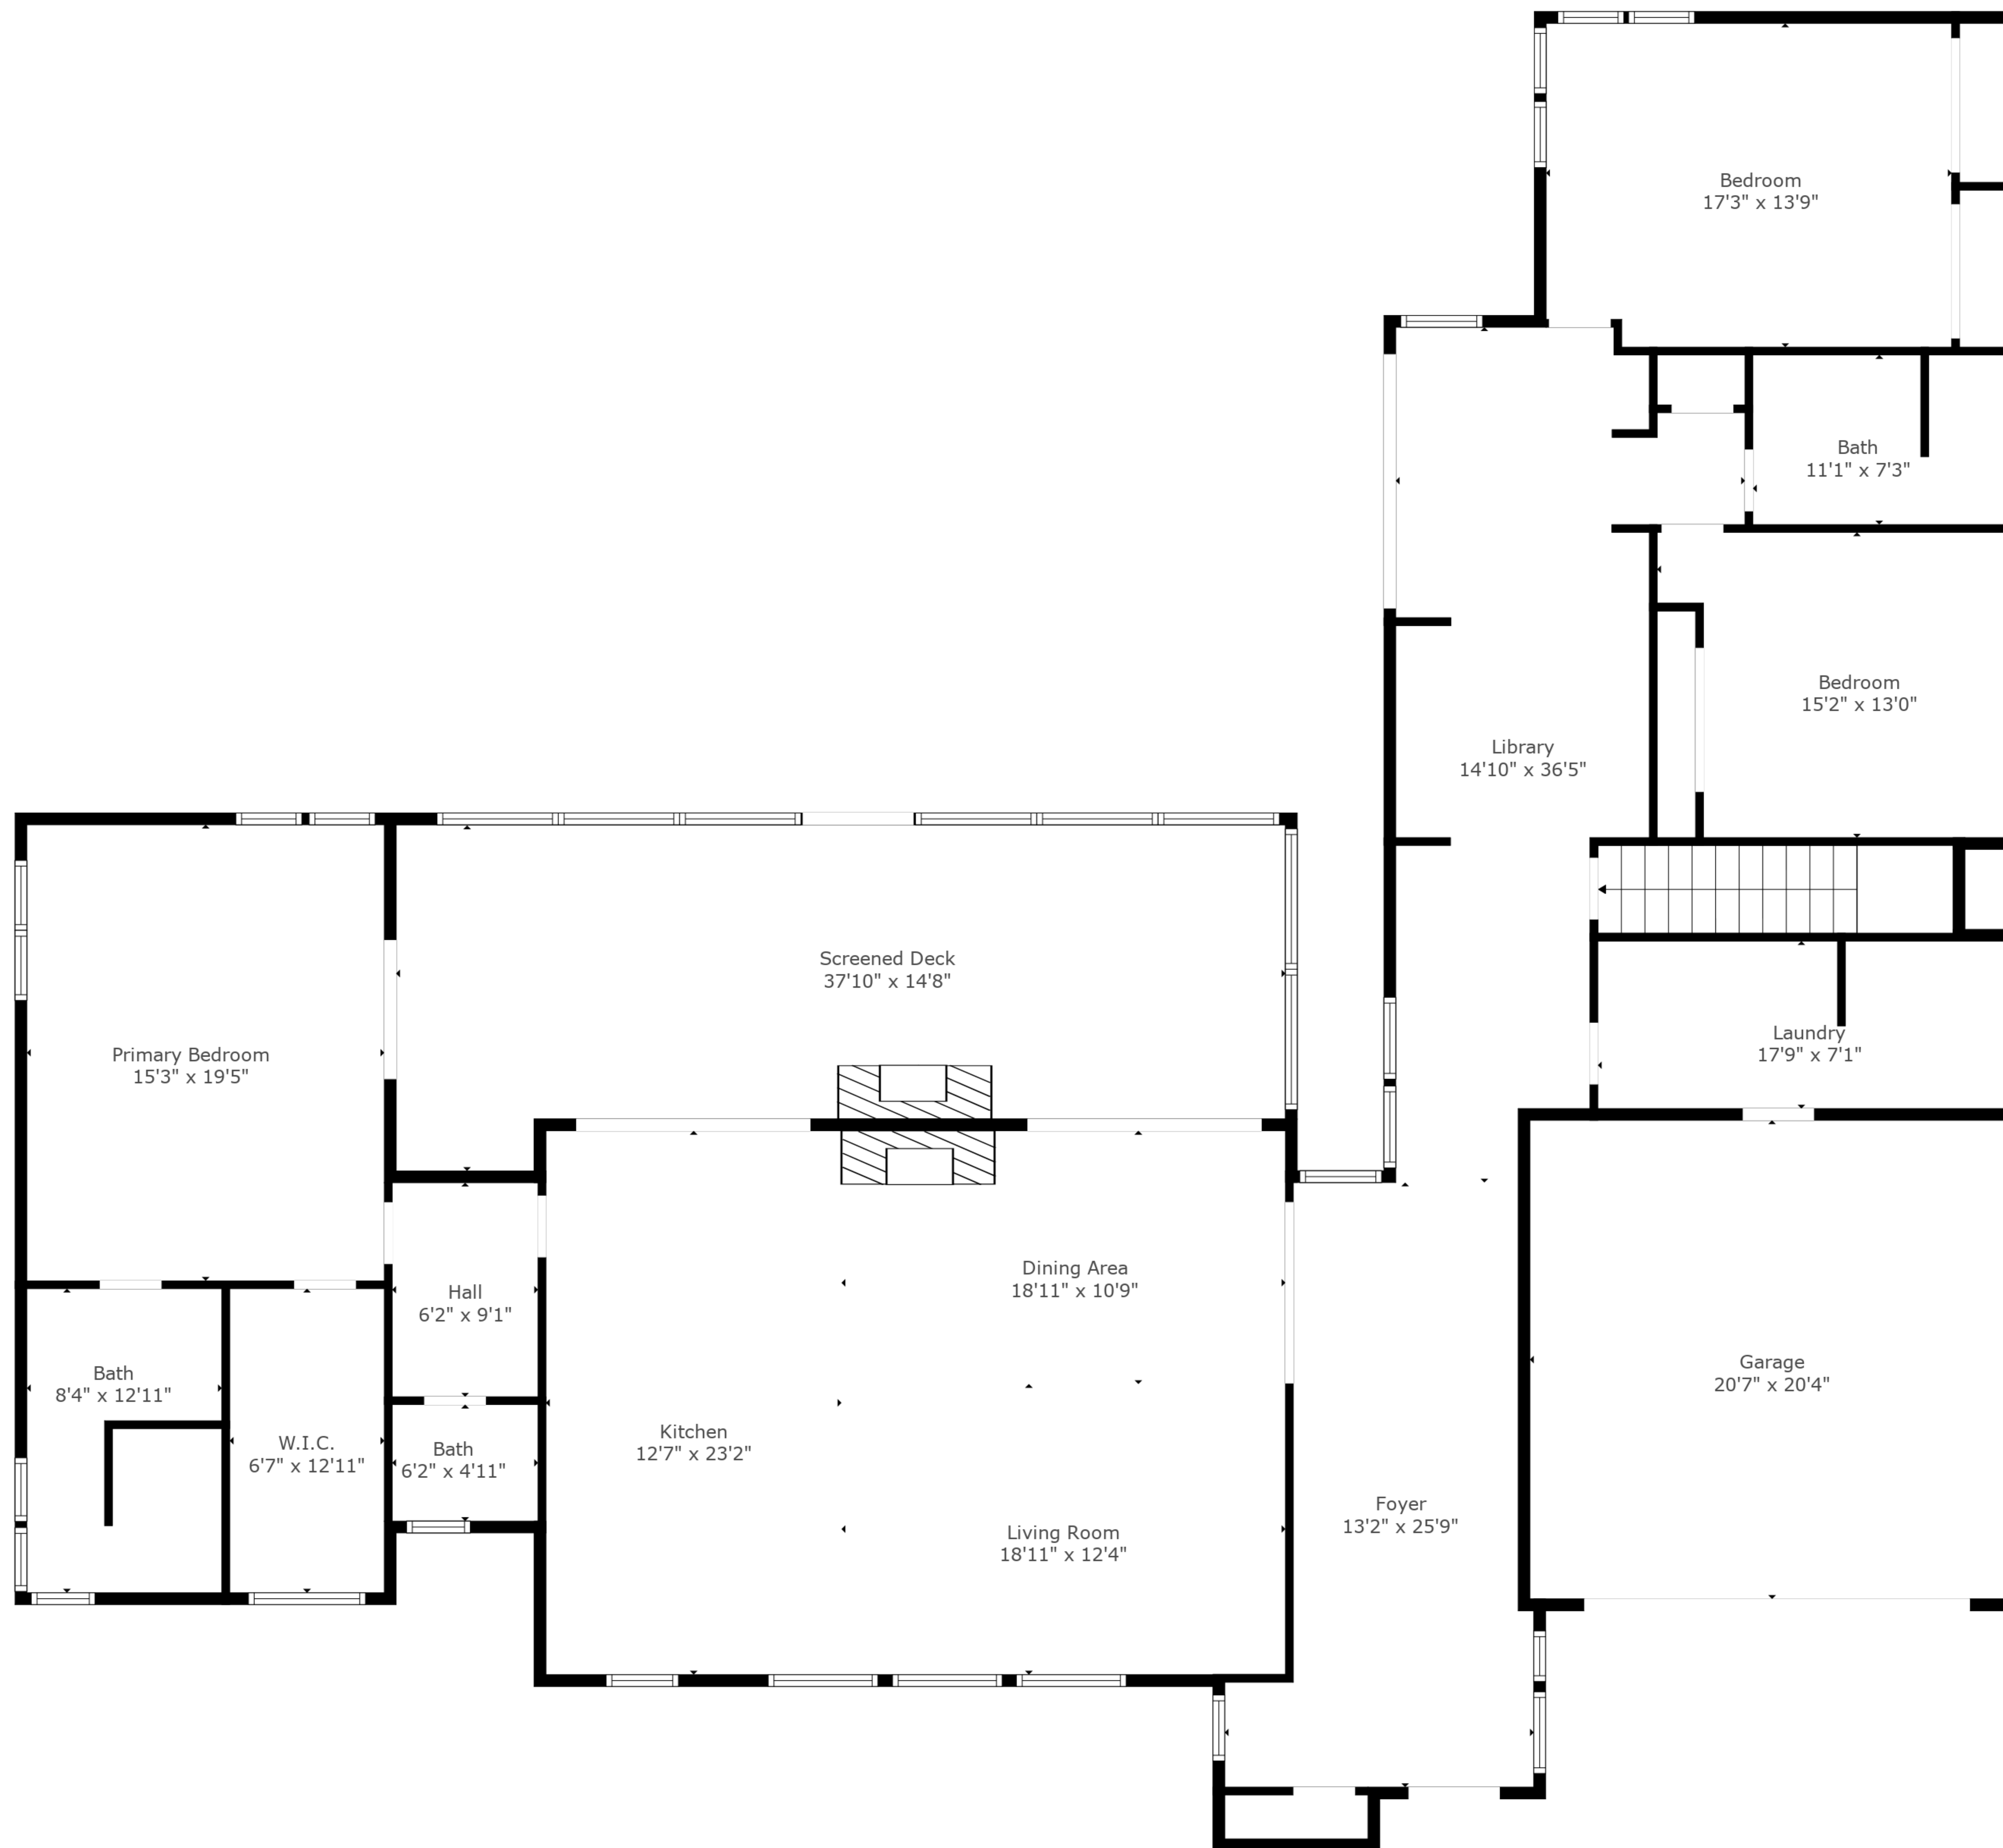 Bedroom
17'3" x 13'9"
Bath
11'1" x 7'3"
Bedroom
15'2" x 13'0"
Library
14'10" x 36'5"
Screened Deck
37'10" x 14'8"
Primary Bedroom
15'3" x 19'5"
Laundry
17'9" x 7'1"
Dining Area
18'11" x 10'9"
Hall
6'2" x 9'1"
Garage
20'7" x 20'4"
Bath
8'4" x 12'11"
Kitchen
12'7" x 23'2"
W.I.C.
6'7" x 12'11"
Bath
6'2" x 4'11"
Foyer
13'2" x 25'9"
Living Room
18'11" x 12'4"